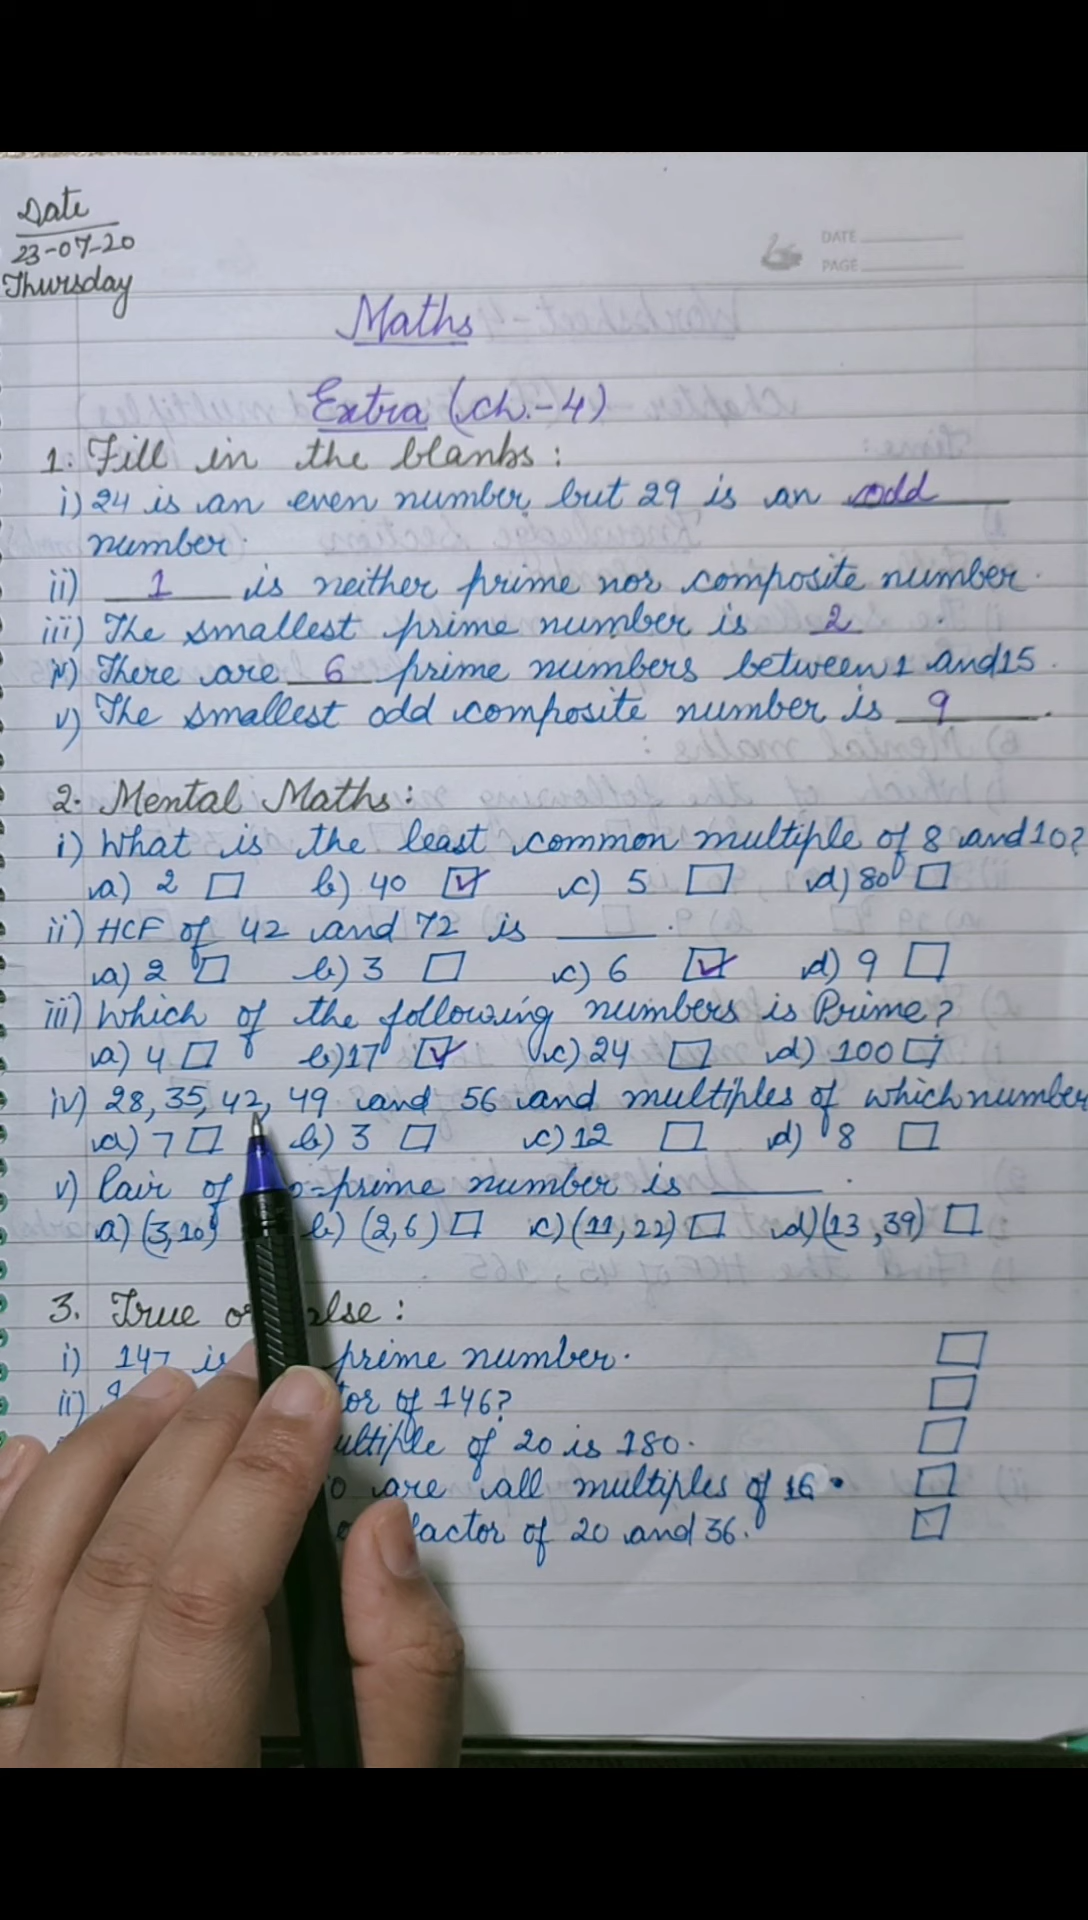 Date
23-07-20
Thursday
DATE
PAGE
Maths
Extra (ch.-4)
1. Fill in the blanks:
i) 24 is an even number, but 29 is an odd
number.
ii) 1 is neither prime nor composite number.
iii) The smallest prime number is 2.
iv) There are 6 prime numbers between 1 and 15.
v) The smallest odd composite number is 9.
2. Mental Maths:
i) What is the least common multiple of 8 and 10?
a) 2 b) 40 ✓ c) 5 d) 80
ii) HCF of 42 and 72 is ______.
a) 2 b) 3 c) 6 ✓ d) 9
iii) Which of the following numbers is Prime?
a) 4 b) 17 ✓ c) 24 d) 100
iv) 28, 35, 42, 49 and 56 and multiples of which number
a) 7 b) 3 c) 12 d) 8
v) Pair of -prime number is ______.
a) (3,10) b) (2,6) c) (11,22) d) (13,39)
3. True or
i) 147 is prime number.
ii) of 146?
of 20 is 180.
are all multiples of 16.
factor of 20 and 36.